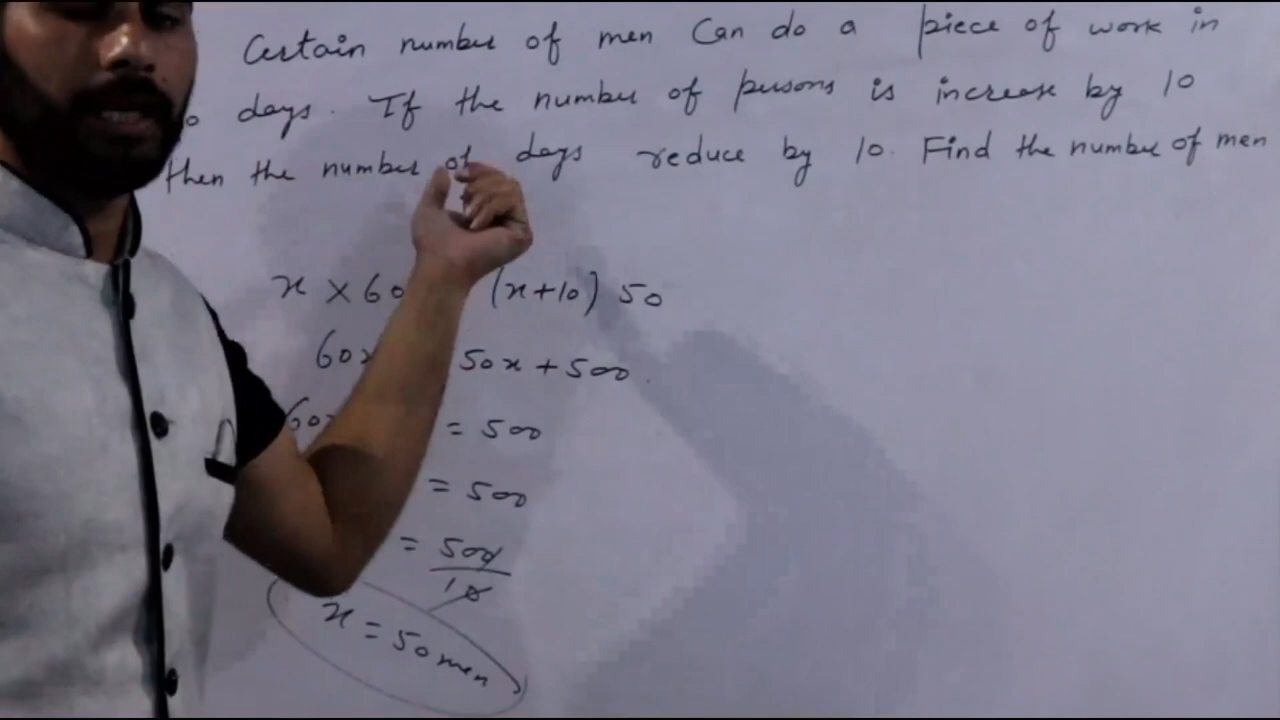 Certain number of men Can do a piece of work in
days. If the number of persons is increase by 10
then the number of days reduce by 10. Find the number of men
x × 60 (x+10) 50
60x 50x + 500
60x = 500
= 500
= 500
10
x = 50 men